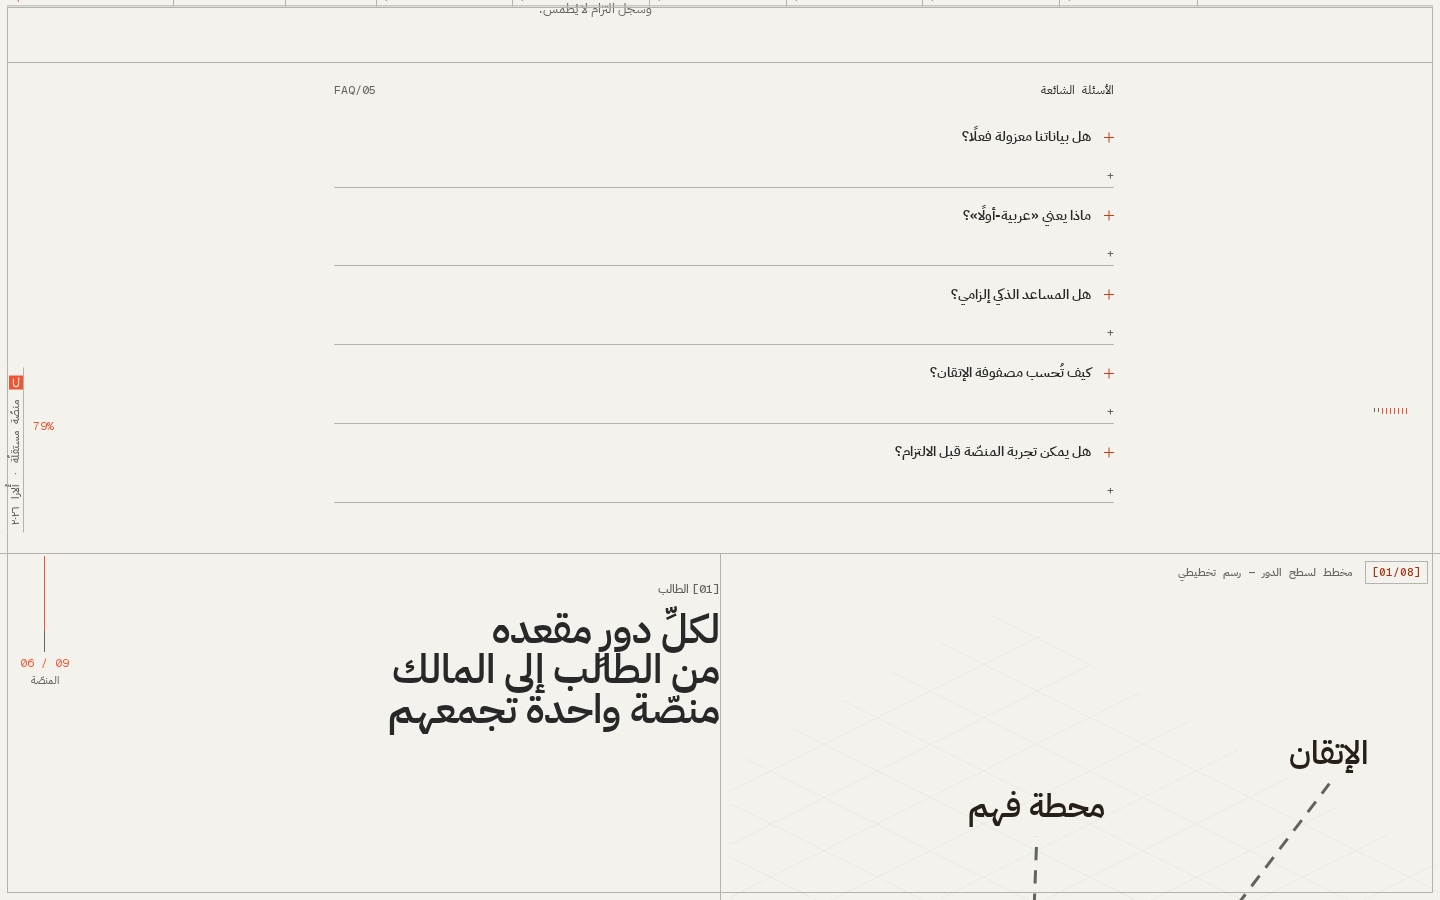 وسجل التزام لا يُطمس.
الأسئلة الشائعة
FAQ/05
هل بياناتنا معزولة فعلًا؟
+
ماذا يعني «عربية-أولًا»؟
+
هل المساعد الذكي إلزامي؟
+
كيف تُحسب مصفوفة الإتقان؟
+
هل يمكن تجربة المنصّة قبل الالتزام؟
+
منصّة مستقلّة · ألارا ٢٠٢٦
79%
[01/08]
مخطط لسطح الدور — رسم تخطيطي
[01] الطالب
لكلِّ دورٍ مقعده
من الطالب إلى المالك
منصّة واحدة تجمعهم
06 / 09
المنصّة
الإتقان
محطة فهم